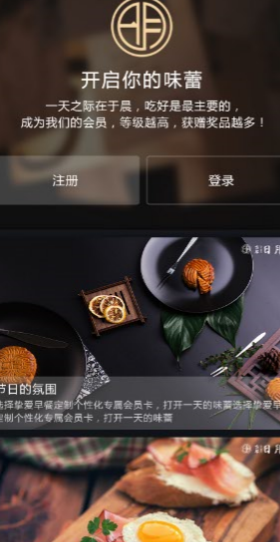 开启你的味蕾
一天之际在于晨，吃好是最主要的，
成为我们的会员，等级越高，获赠奖品越多！
注册
登录
节日的氛围
选择挚爱早餐定制个性化专属会员卡，打开一天的味蕾选择挚爱早
定制个性化专属会员卡，打开一天的味蕾